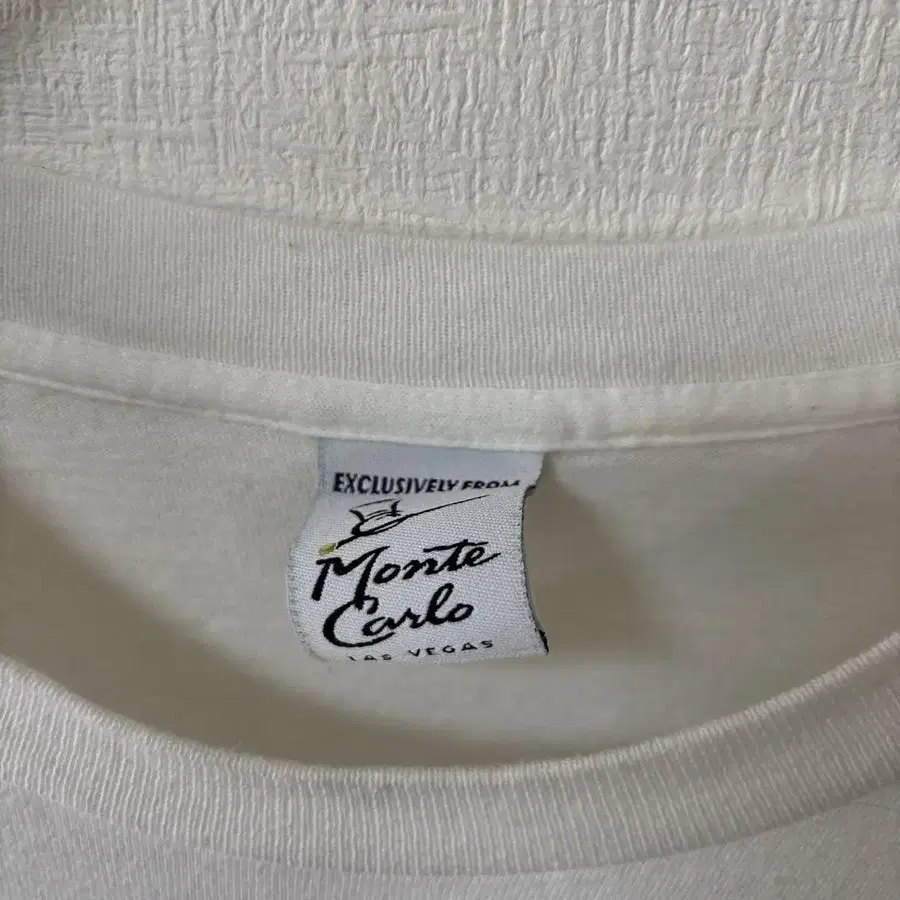 EXCLUSIVELY FROM
Monte
Carlo
LAS VEGAS